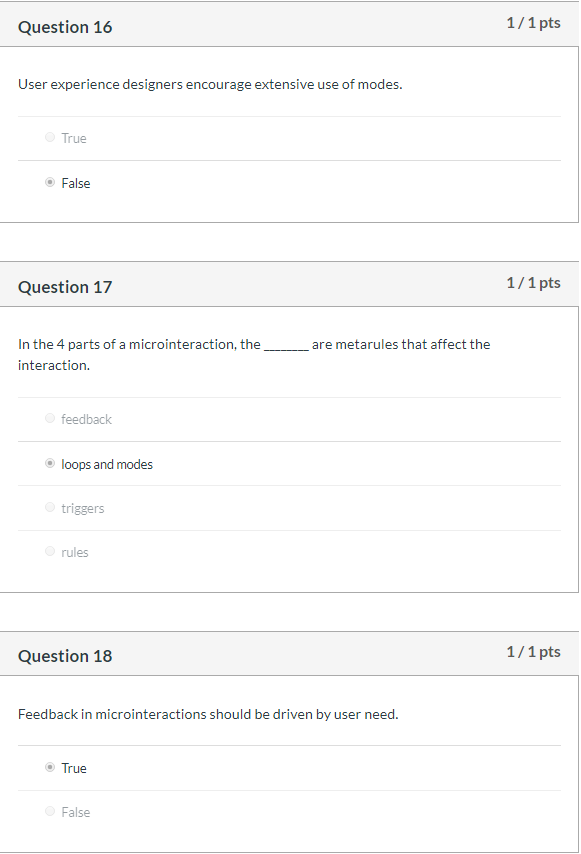 Question 16
1 / 1 pts
User experience designers encourage extensive use of modes.
True
False
Question 17
1 / 1 pts
In the 4 parts of a microinteraction, the ________ are metarules that affect the
interaction.
feedback
loops and modes
triggers
rules
Question 18
1 / 1 pts
Feedback in microinteractions should be driven by user need.
True
False